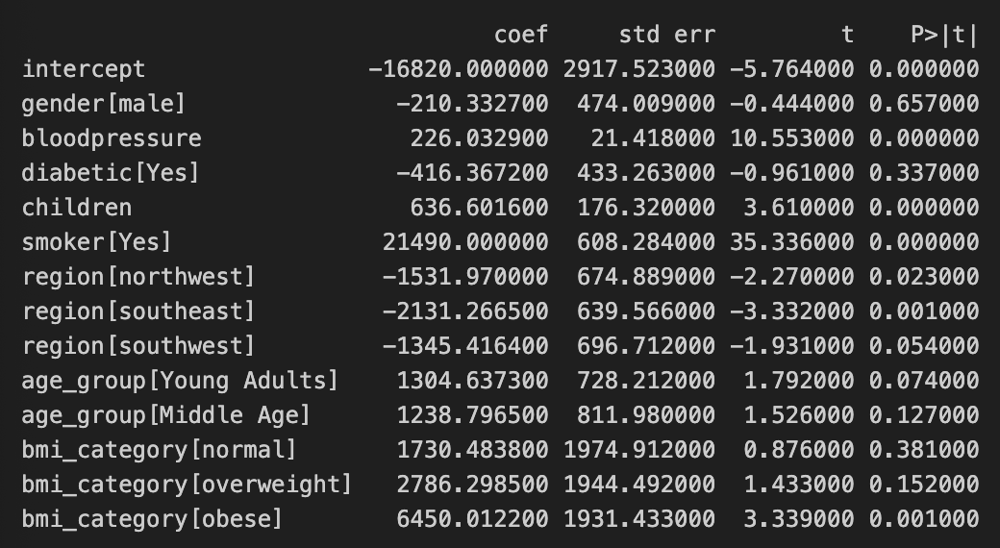 coef std err t P>|t|
intercept -16820.000000 2917.523000 -5.764000 0.000000
gender[male] -210.332700 474.009000 -0.444000 0.657000
bloodpressure 226.032900 21.418000 10.553000 0.000000
diabetic[Yes] -416.367200 433.263000 -0.961000 0.337000
children 636.601600 176.320000 3.610000 0.000000
smoker[Yes] 21490.000000 608.284000 35.336000 0.000000
region[northwest] -1531.970000 674.889000 -2.270000 0.023000
region[southeast] -2131.266500 639.566000 -3.332000 0.001000
region[southwest] -1345.416400 696.712000 -1.931000 0.054000
age_group[Young Adults] 1304.637300 728.212000 1.792000 0.074000
age_group[Middle Age] 1238.796500 811.980000 1.526000 0.127000
bmi_category[normal] 1730.483800 1974.912000 0.876000 0.381000
bmi_category[overweight] 2786.298500 1944.492000 1.433000 0.152000
bmi_category[obese] 6450.012200 1931.433000 3.339000 0.001000